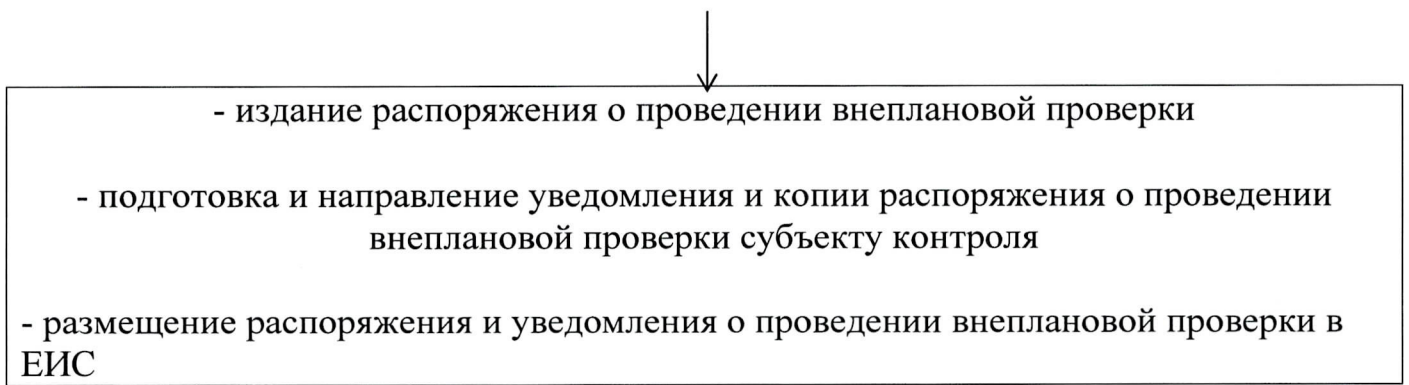 - издание распоряжения о проведении внеплановой проверки
- подготовка и направление уведомления и копии распоряжения о проведении
внеплановой проверки субъекту контроля
- размещение распоряжения и уведомления о проведении внеплановой проверки в
ЕИС